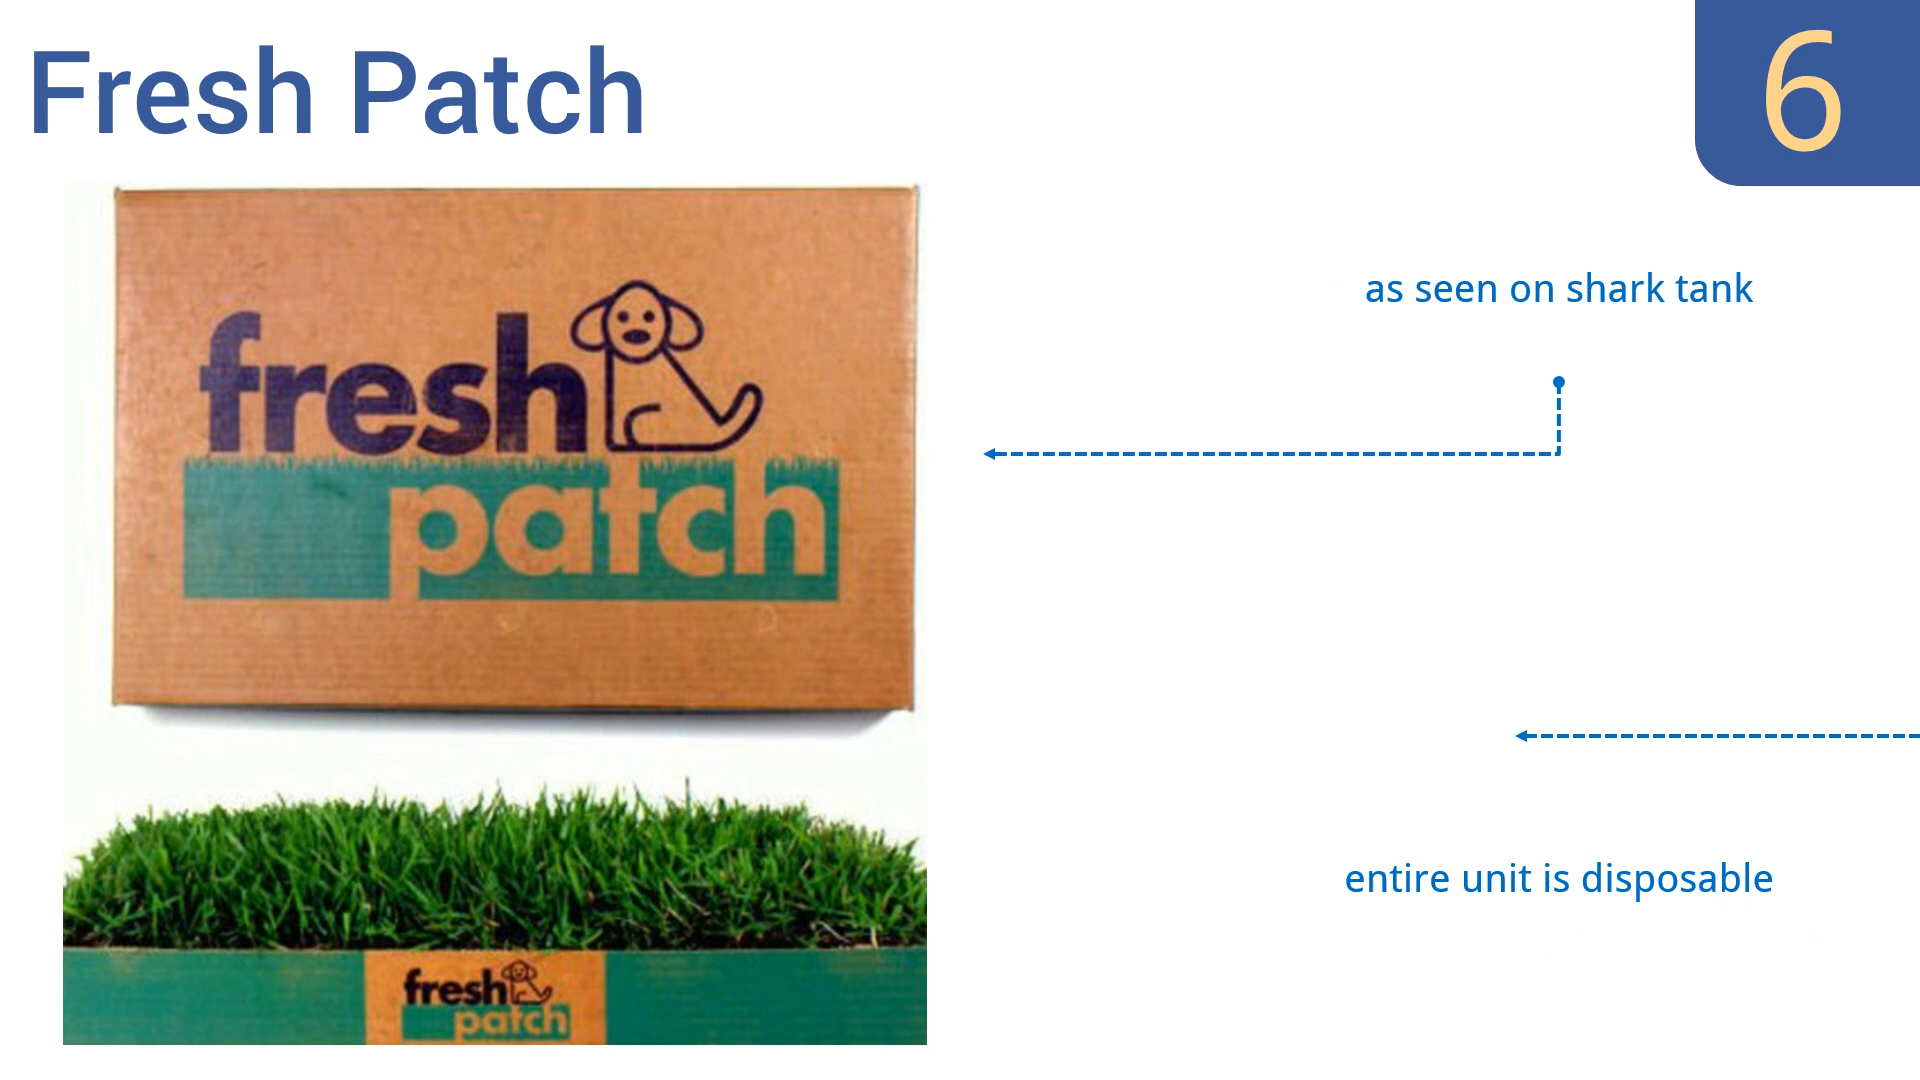 Fresh Patch
6
fresh
patch
as seen on shark tank
entire unit is disposable
fresh
patch